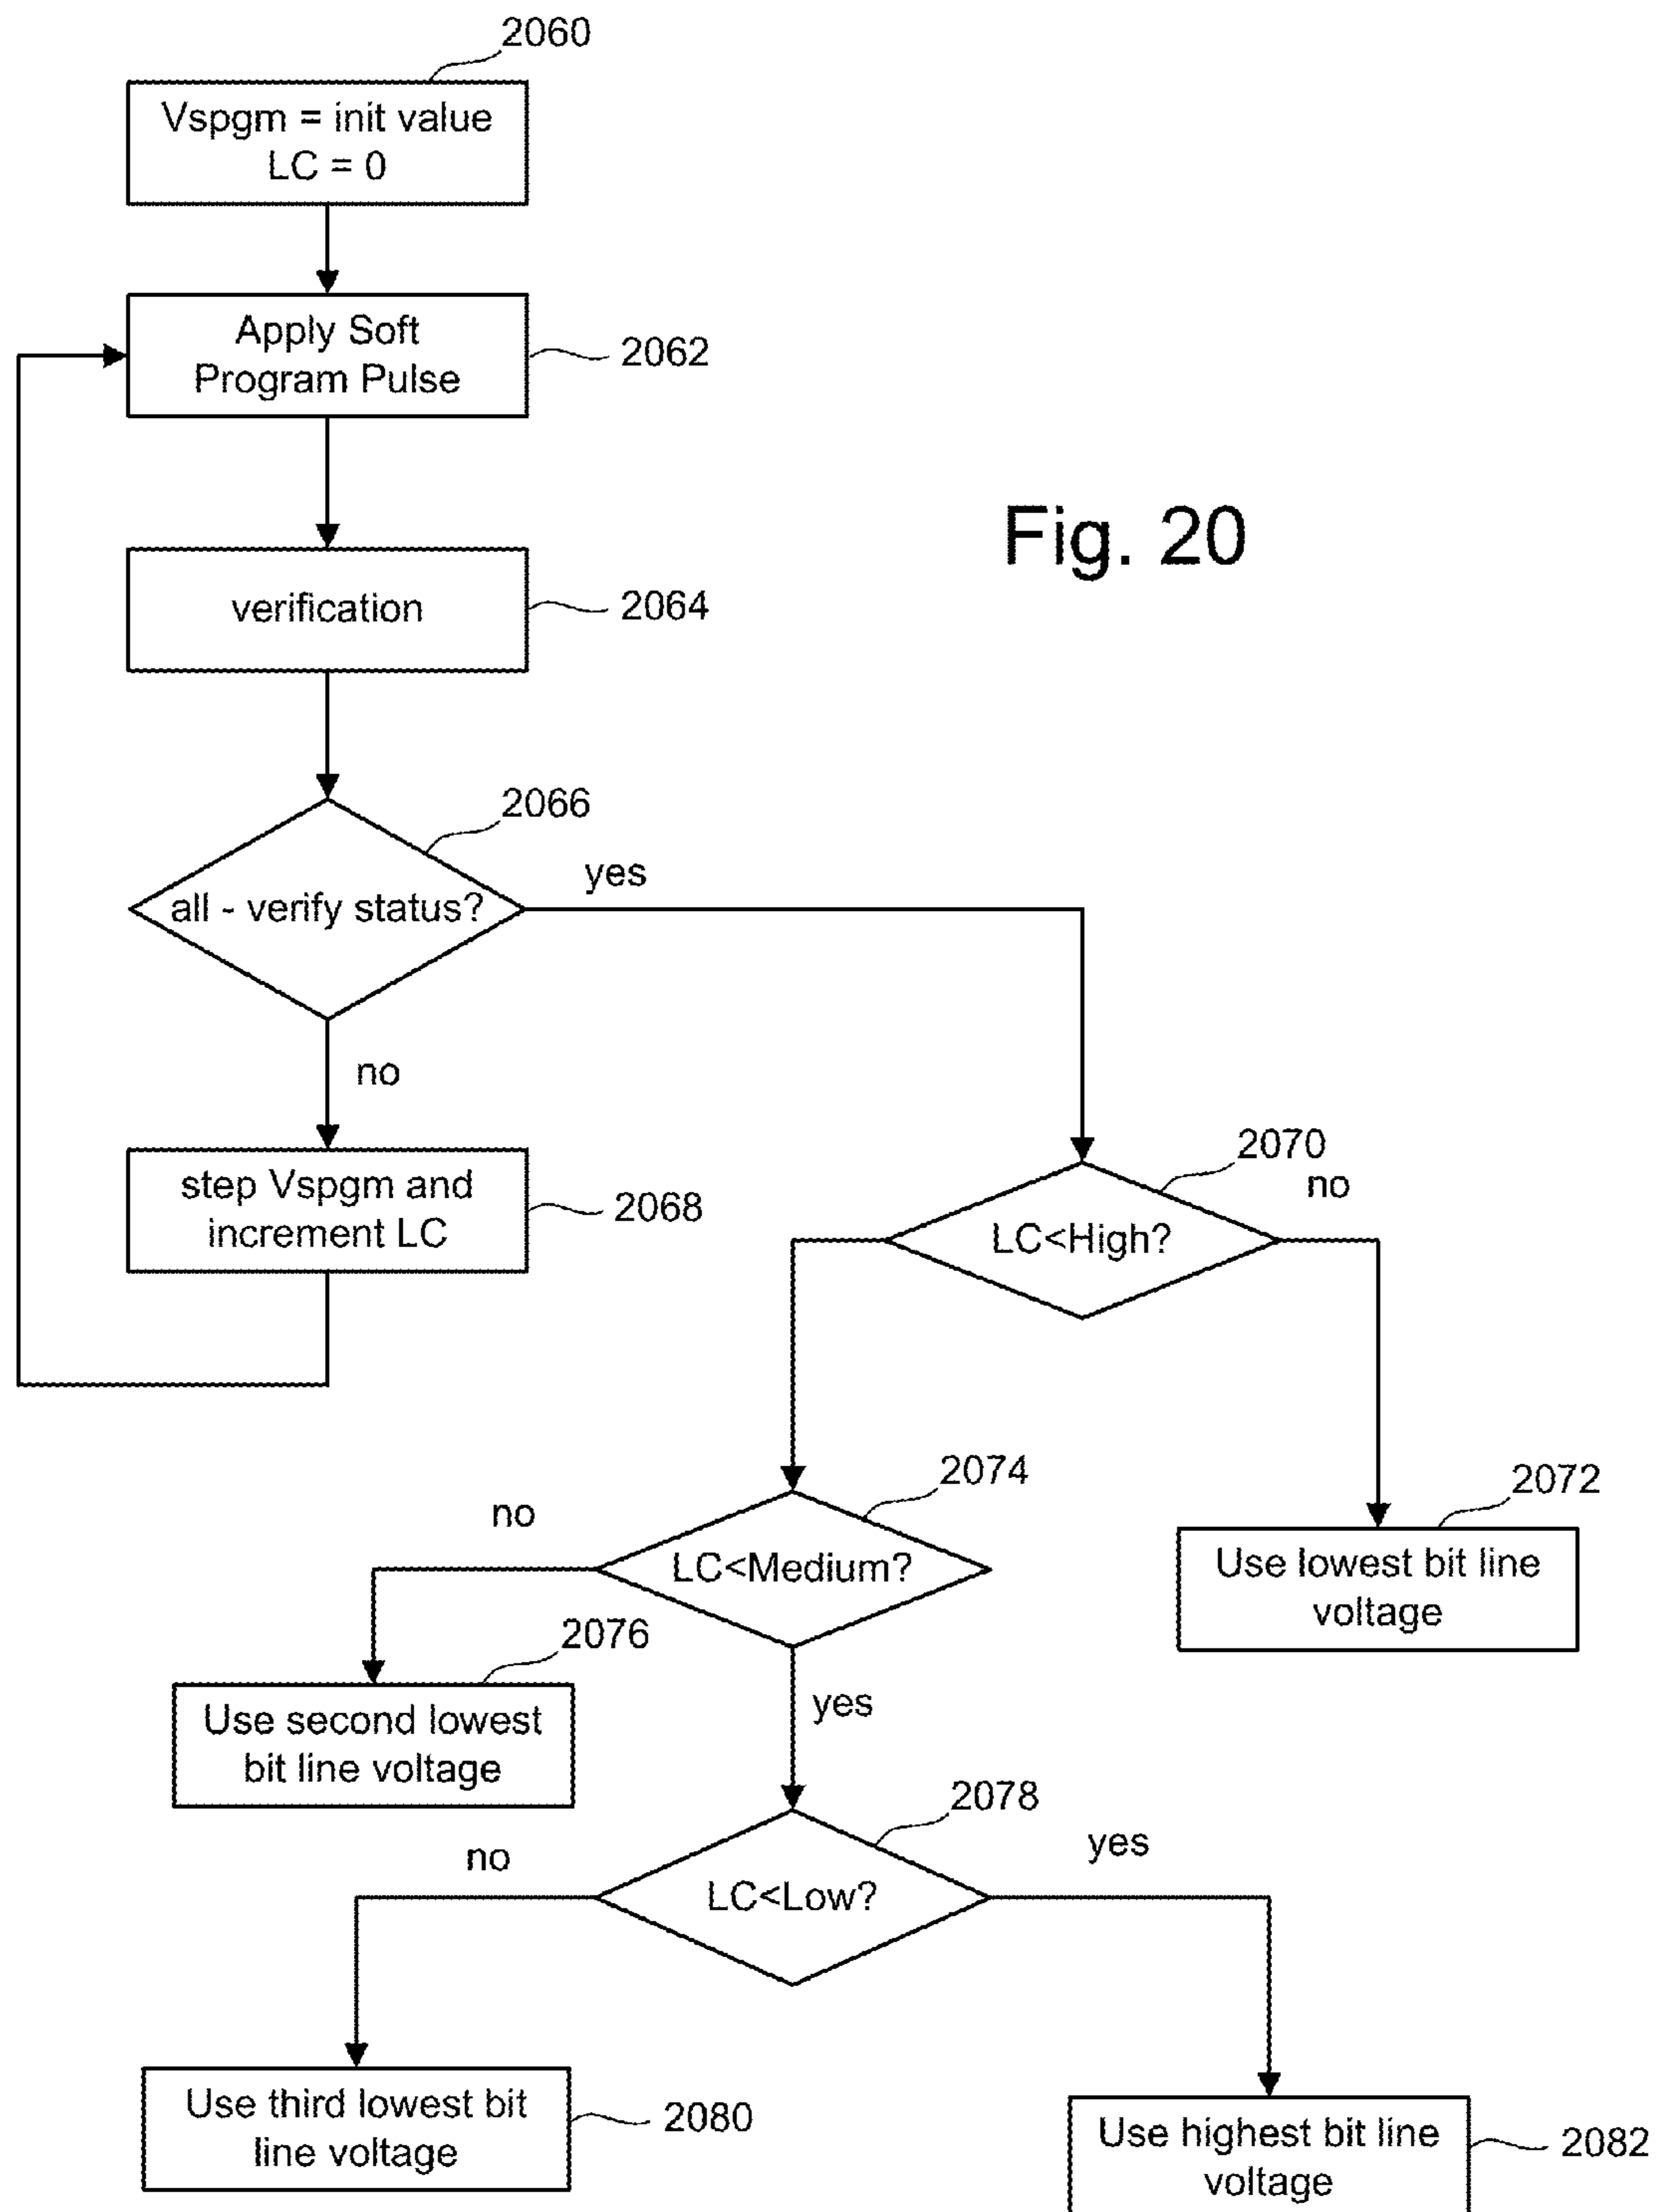 2060
Vspgm = init value
LC = 0
Apply Soft
Program Pulse
2062
Fig. 20
verification
2064
2066
all - verify status?
yes
no
step Vspgm and
increment LC
2068
2070
no
LC<High?
2074
no
LC<Medium?
2072
Use lowest bit line
voltage
2076
Use second lowest
bit line voltage
yes
2078
no
LC<Low?
yes
Use third lowest bit
line voltage
2080
Use highest bit line
voltage
2082